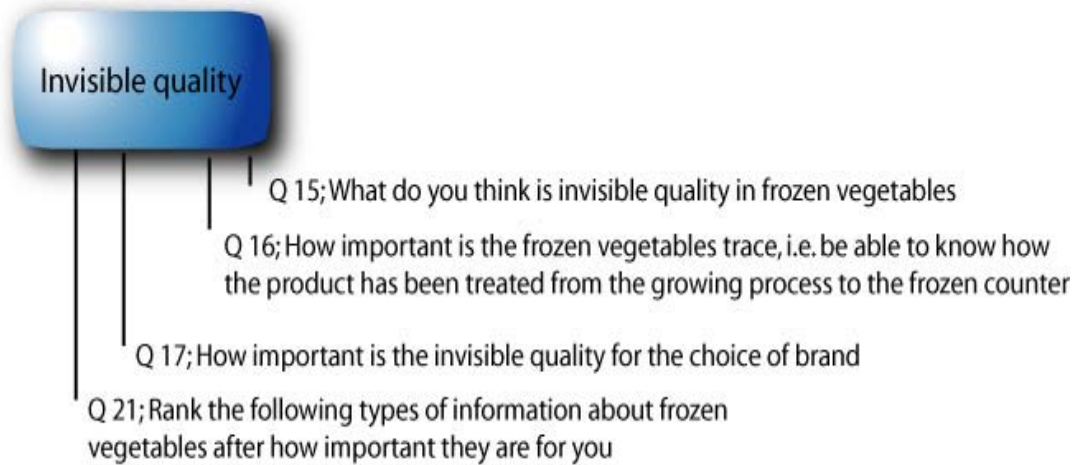 Invisible quality
Q 15; What do you think is invisible quality in frozen vegetables
Q 16; How important is the frozen vegetables trace, i.e. be able to know how
the product has been treated from the growing process to the frozen counter
Q 17; How important is the invisible quality for the choice of brand
Q 21; Rank the following types of information about frozen
vegetables after how important they are for you